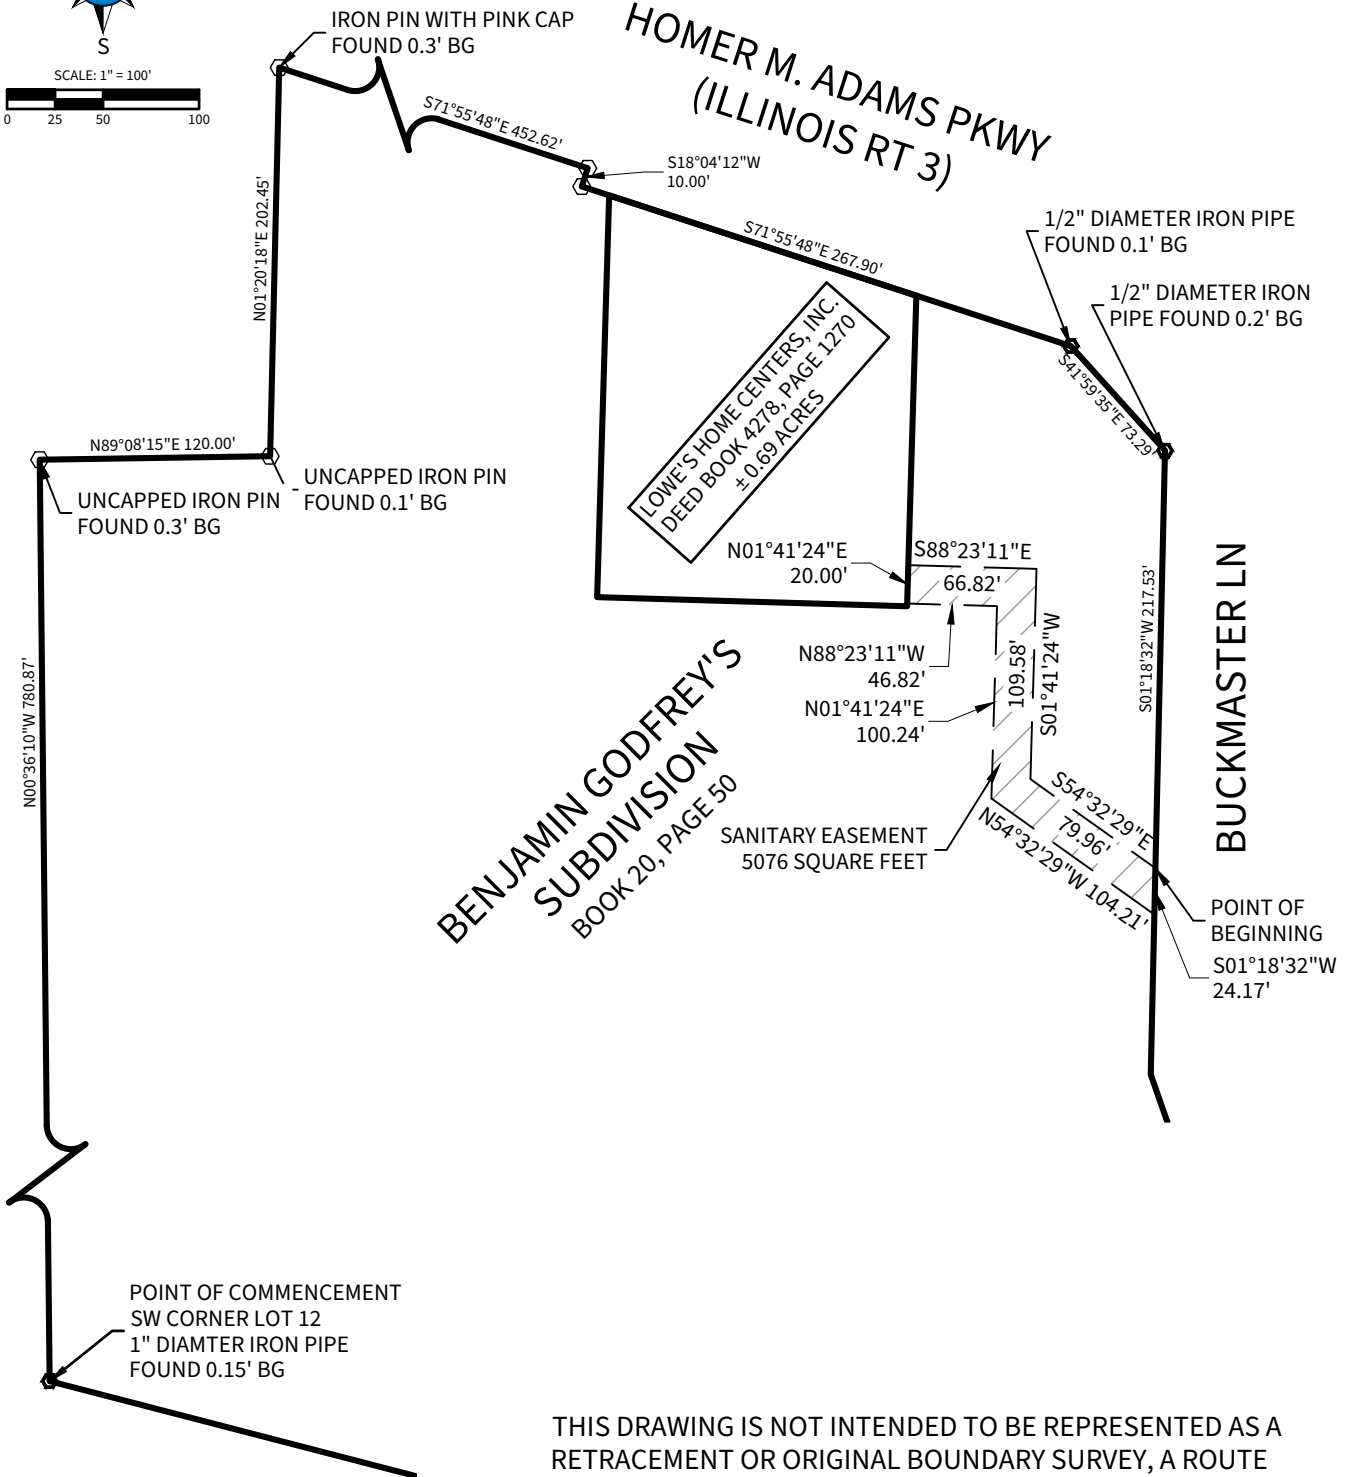 S
SCALE: 1" = 100'
0 25 50 100
IRON PIN WITH PINK CAP
FOUND 0.3' BG
HOMER M. ADAMS PKWY
(ILLINOIS RT 3)
S71°55'48"E 452.62'
S18°04'12"W
10.00'
N01°20'18"E 202.45'
S71°55'48"E 267.90'
1/2" DIAMETER IRON PIPE
FOUND 0.1' BG
1/2" DIAMETER IRON
PIPE FOUND 0.2' BG
S41°59'35"E 73.29'
LOWE'S HOME CENTERS, INC.
DEED BOOK 4278, PAGE 1270
±0.69 ACRES
N89°08'15"E 120.00'
UNCAPPED IRON PIN
FOUND 0.3' BG
UNCAPPED IRON PIN
FOUND 0.1' BG
N01°41'24"E
20.00'
S88°23'11"E
66.82'
N88°23'11"W
46.82'
N01°41'24"E
100.24'
109.58'
S01°41'24"W
S01°18'32"W 217.53'
BUCKMASTER LN
N00°36'10"W 780.87'
BENJAMIN GODFREY'S
SUBDIVISION
BOOK 20, PAGE 50
SANITARY EASEMENT
5076 SQUARE FEET
S54°32'29"E
79.96'
N54°32'29"W 104.21'
POINT OF
BEGINNING
S01°18'32"W
24.17'
POINT OF COMMENCEMENT
SW CORNER LOT 12
1" DIAMTER IRON PIPE
FOUND 0.15' BG
THIS DRAWING IS NOT INTENDED TO BE REPRESENTED AS A
RETRACEMENT OR ORIGINAL BOUNDARY SURVEY, A ROUTE